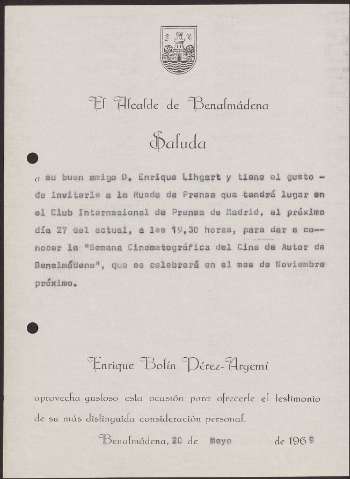 El Alcalde de Benalmádena
Saluda
a su buen amigo D. Enrique Lihgart y tiene el gusto -
de invitarle a la Rueda de Prensa que tendrá lugar en
el Club Internacional de Prensa de Madrid, el próximo
día 27 del actual, a las 19,30 horas, para dar a co--
nocer la "Semana Cinematográfica del Cine de Autor de
Benalmádena", que se celebrará en el mes de Noviembre
próximo.
Enrique Bolín Pérez-Argemí
aprovecha gustoso esta ocasión para ofrecerle el testimonio
de su más distinguida consideración personal.
Benalmádena, 20 de Mayo de 1969